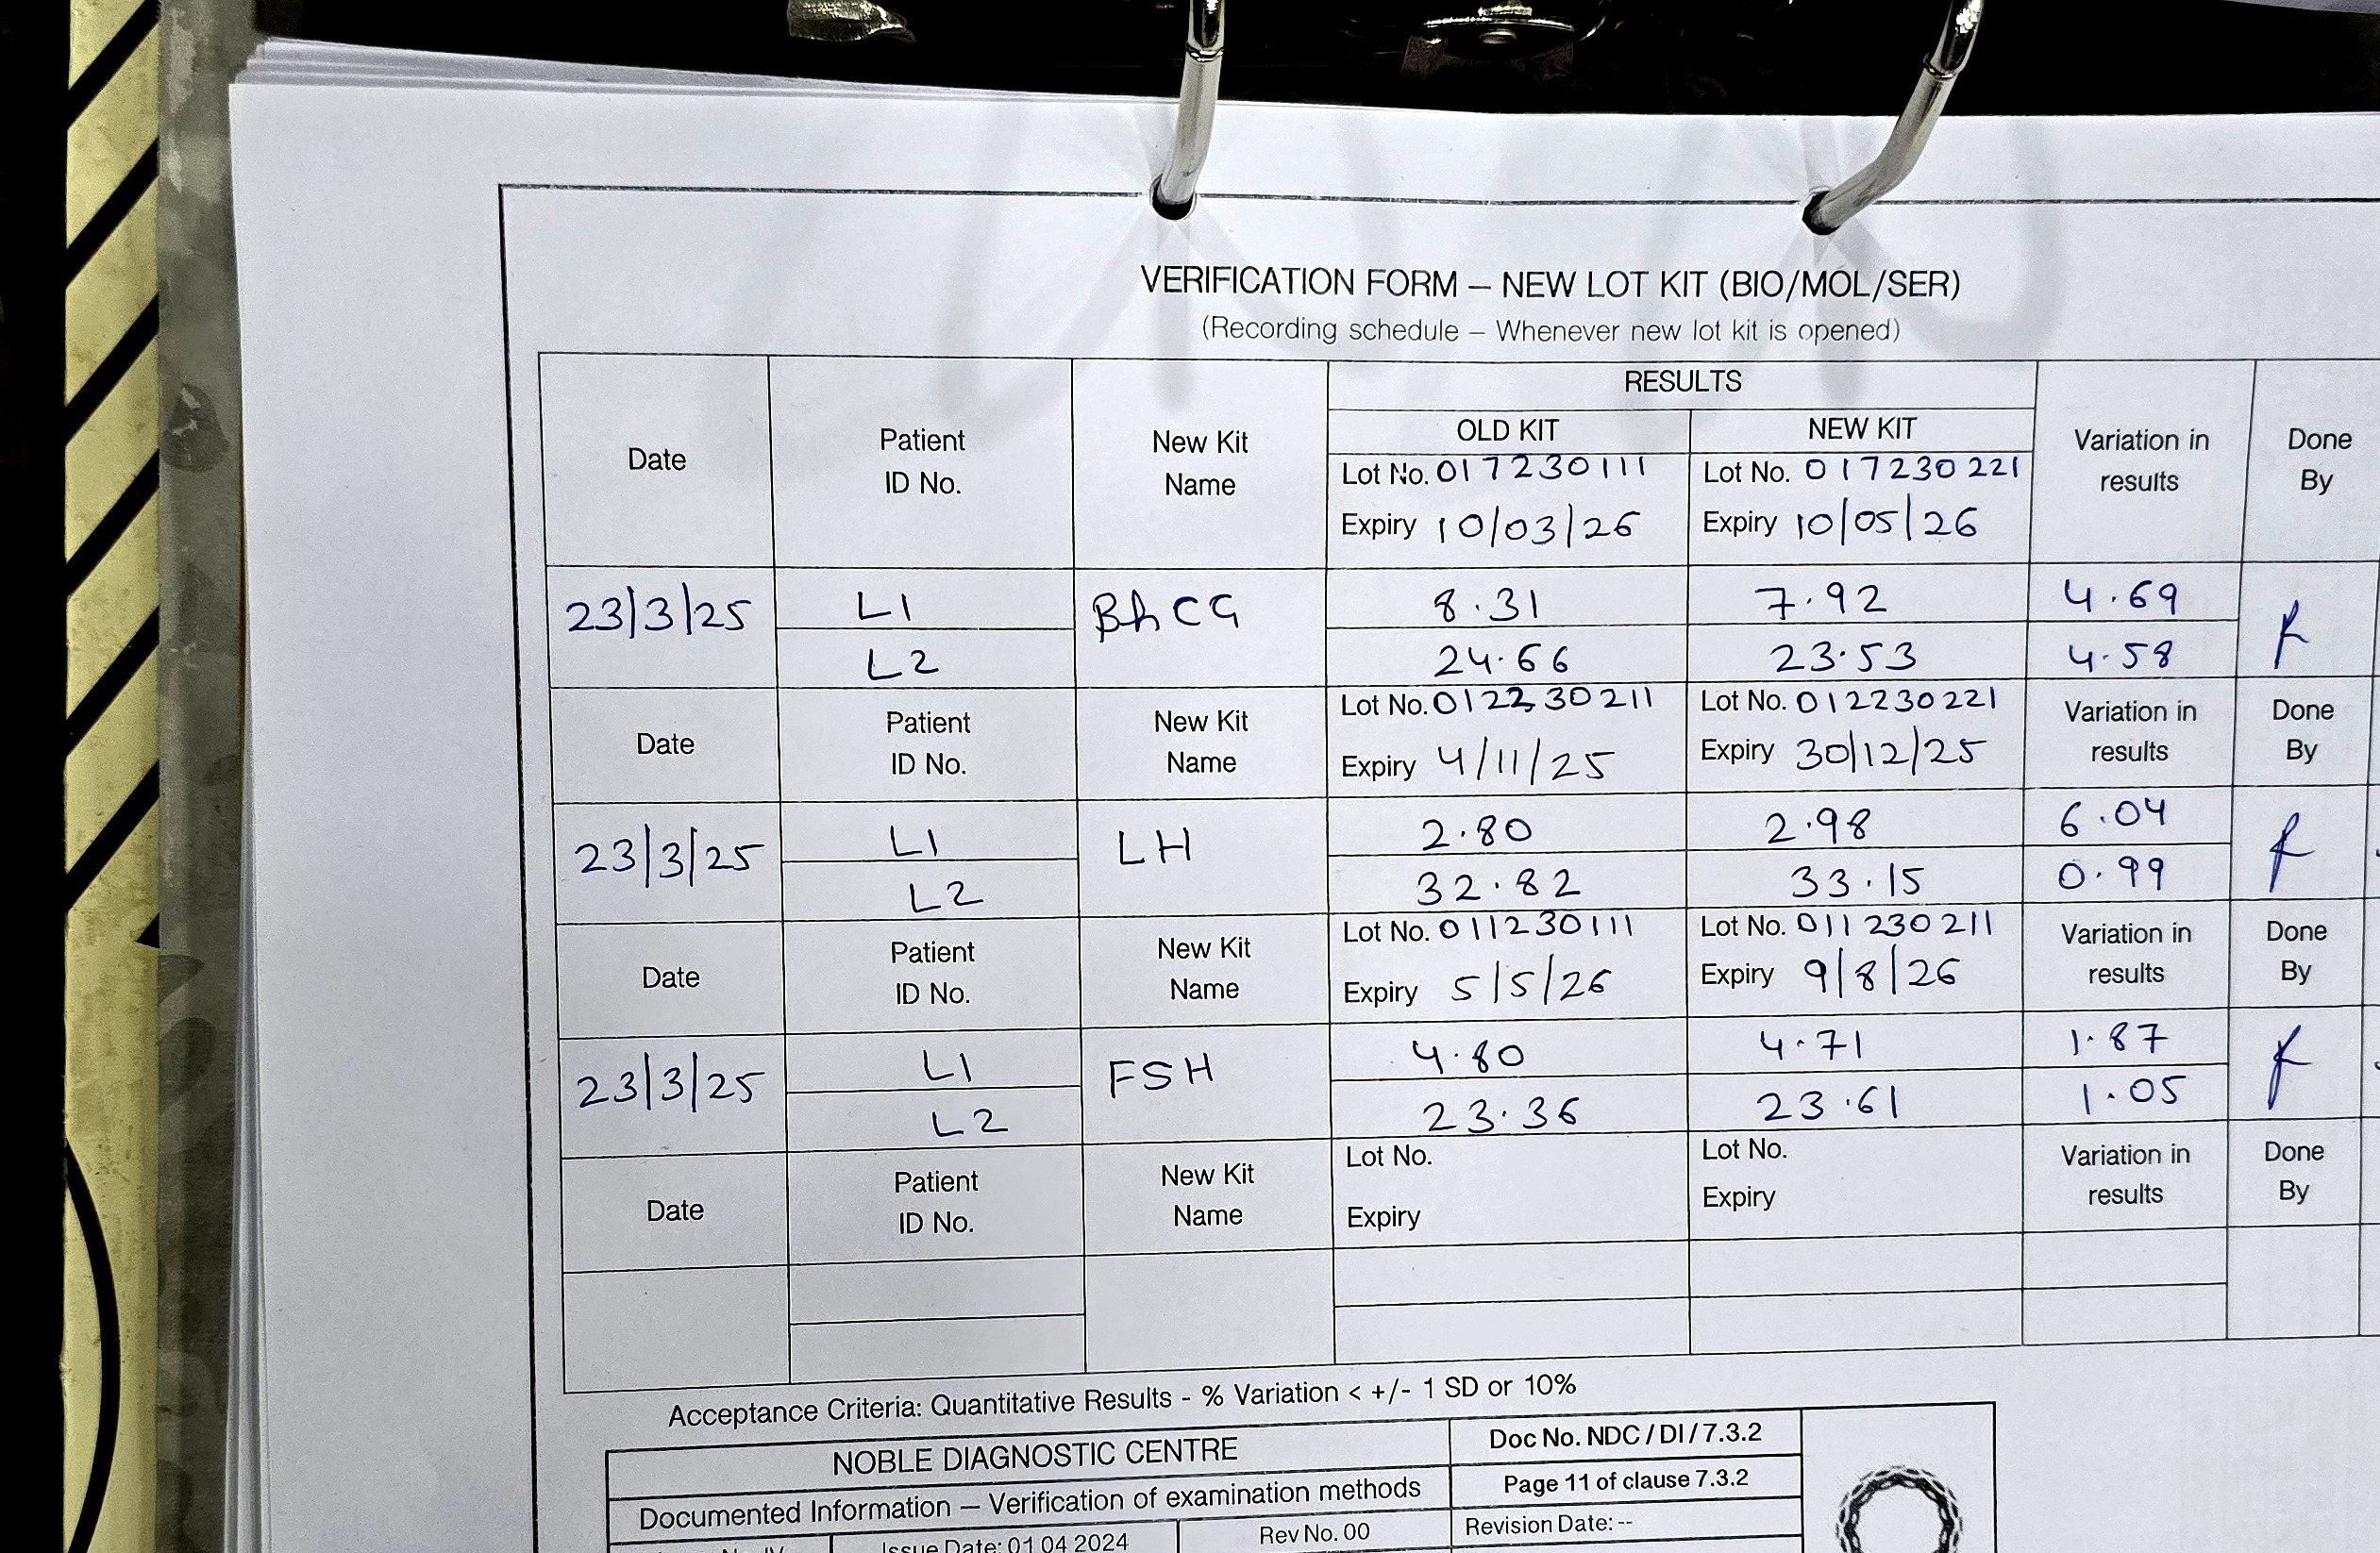 VERIFICATION FORM – NEW LOT KIT (BIO/MOL/SER)
(Recording schedule – Whenever new lot kit is opened)
Date
Patient ID No.
New Kit Name
RESULTS
OLD KIT
NEW KIT
Lot No. 017230111
Expiry 10/03/26
Lot No. 017230221
Expiry 10/05/26
Variation in results
Done By
23/3/25
L1
BhCG
8.31
7.92
4.69
L2
24.66
23.53
4.58
Date
Patient ID No.
New Kit Name
Lot No. 012230211
Expiry 4/11/25
Lot No. 012230221
Expiry 30/12/25
Variation in results
Done By
23/3/25
L1
LH
2.80
2.98
6.04
L2
32.82
33.15
0.99
Date
Patient ID No.
New Kit Name
Lot No. 011230111
Expiry 5/5/26
Lot No. 011230211
Expiry 9/8/26
Variation in results
Done By
23/3/25
L1
FSH
4.80
4.71
1.87
L2
23.36
23.61
1.05
Date
Patient ID No.
New Kit Name
Lot No.
Expiry
Lot No.
Expiry
Variation in results
Done By
Acceptance Criteria: Quantitative Results - % Variation < +/- 1 SD or 10%
NOBLE DIAGNOSTIC CENTRE
Doc No. NDC / DI / 7.3.2
Page 11 of clause 7.3.2
Documented Information – Verification of examination methods
Issue Date: 01 04 2024
Rev No. 00
Revision Date: --